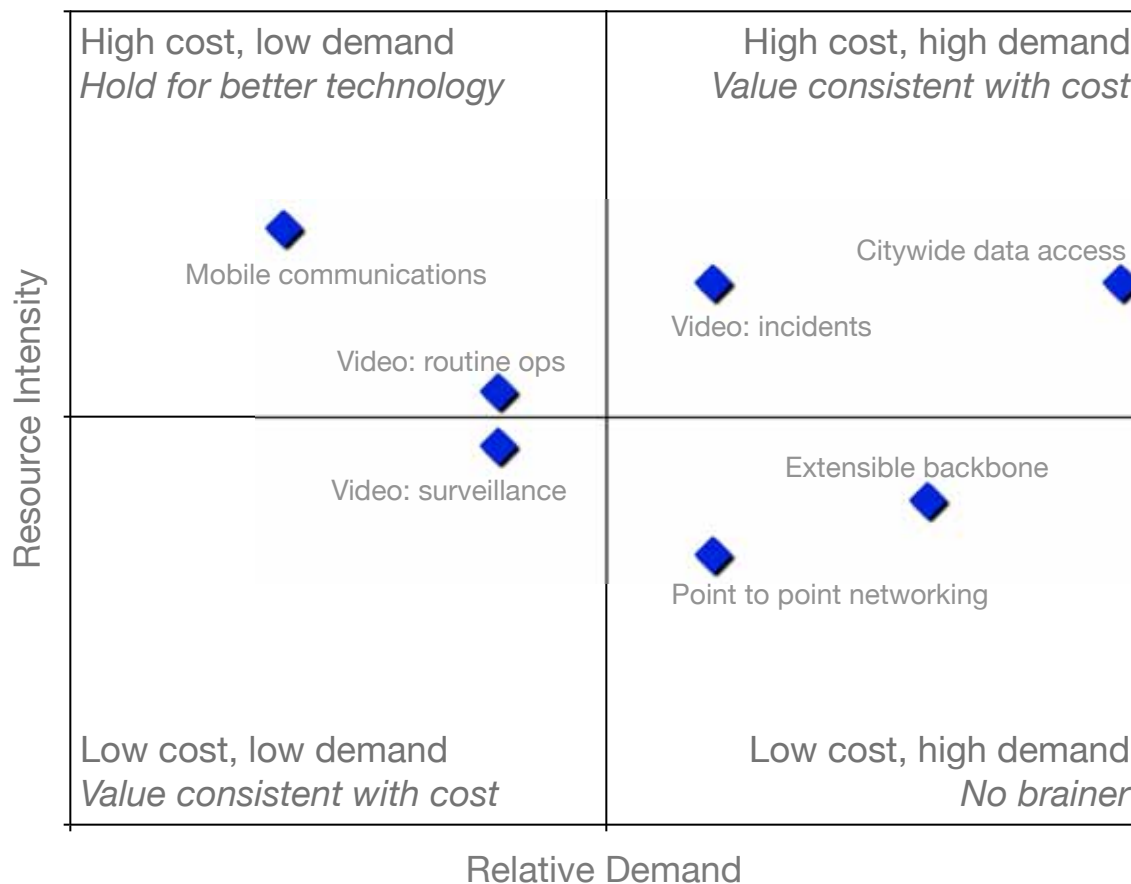 High cost, low demand
Hold for better technology
High cost, high demand
Value consistent with cost
Mobile communications
Citywide data access
Video: incidents
Video: routine ops
Video: surveillance
Extensible backbone
Point to point networking
Resource Intensity
Low cost, low demand
Value consistent with cost
Low cost, high demand
No brainer
Relative Demand